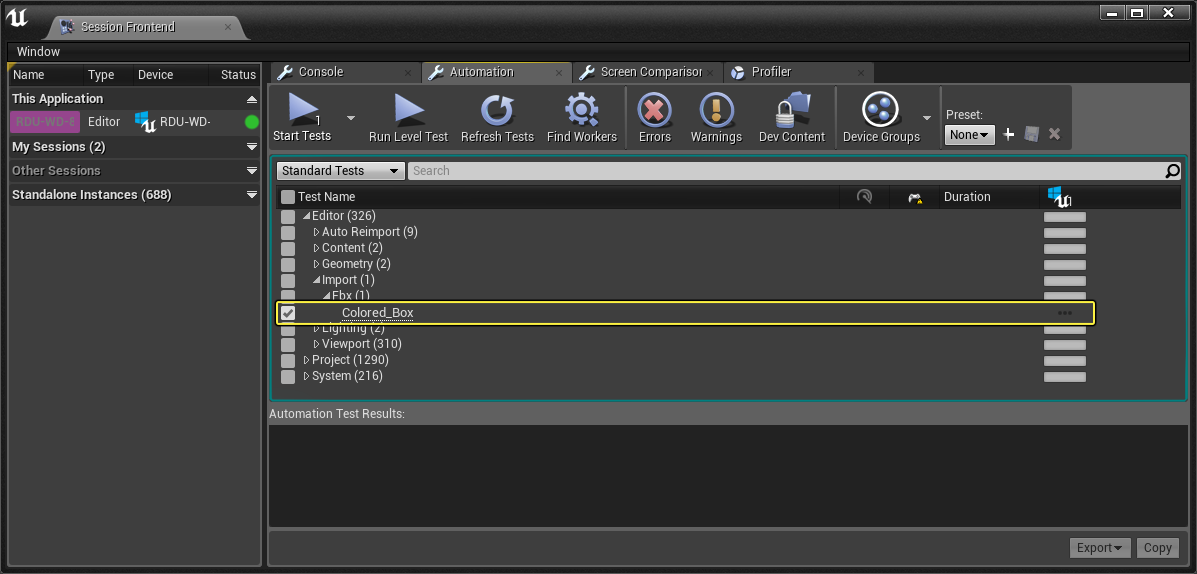 Session Frontend
Window
Name Type Device Status
This Application
RDU-WD-E Editor RDU-WD-
My Sessions (2)
Other Sessions
Standalone Instances (688)
Console Automation Screen Comparison Profiler
1
Start Tests Run Level Test Refresh Tests Find Workers Errors Warnings Dev Content Device Groups
Preset:
None
Standard Tests Search
Test Name Duration 1
Editor (326)
Auto Reimport (9)
Content (2)
Geometry (2)
Import (1)
Fbx (1)
Colored_Box
Lighting (2)
Viewport (310)
Project (1290)
System (216)
Automation Test Results:
Export Copy